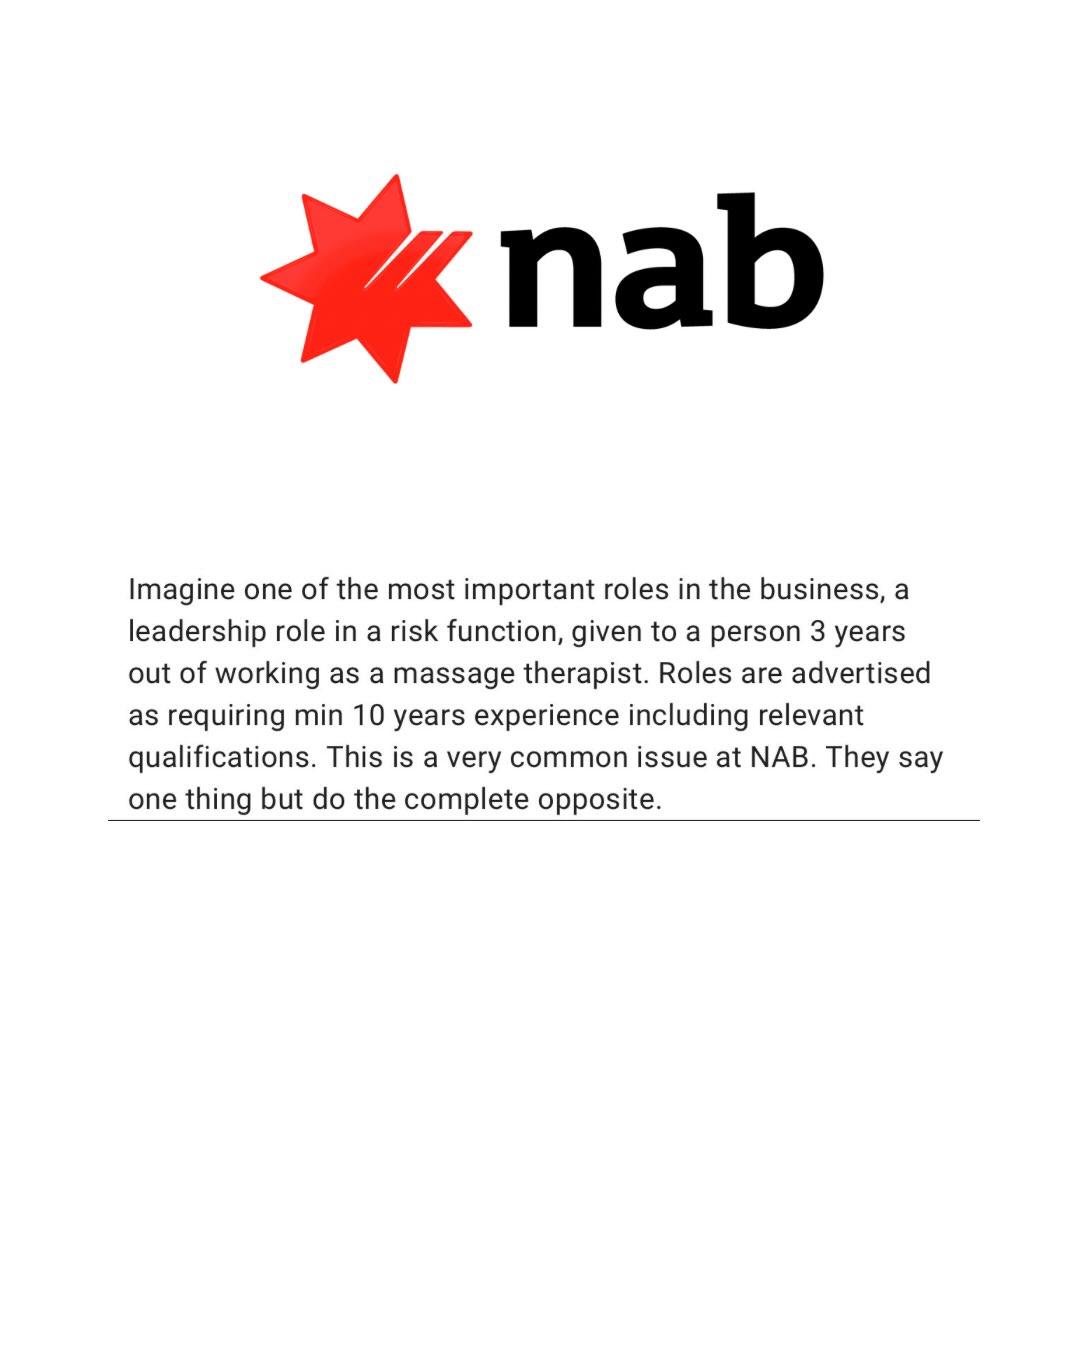 nab
Imagine one of the most important roles in the business, a
leadership role in a risk function, given to a person 3 years
out of working as a massage therapist. Roles are advertised
as requiring min 10 years experience including relevant
qualifications. This is a very common issue at NAB. They say
one thing but do the complete opposite.